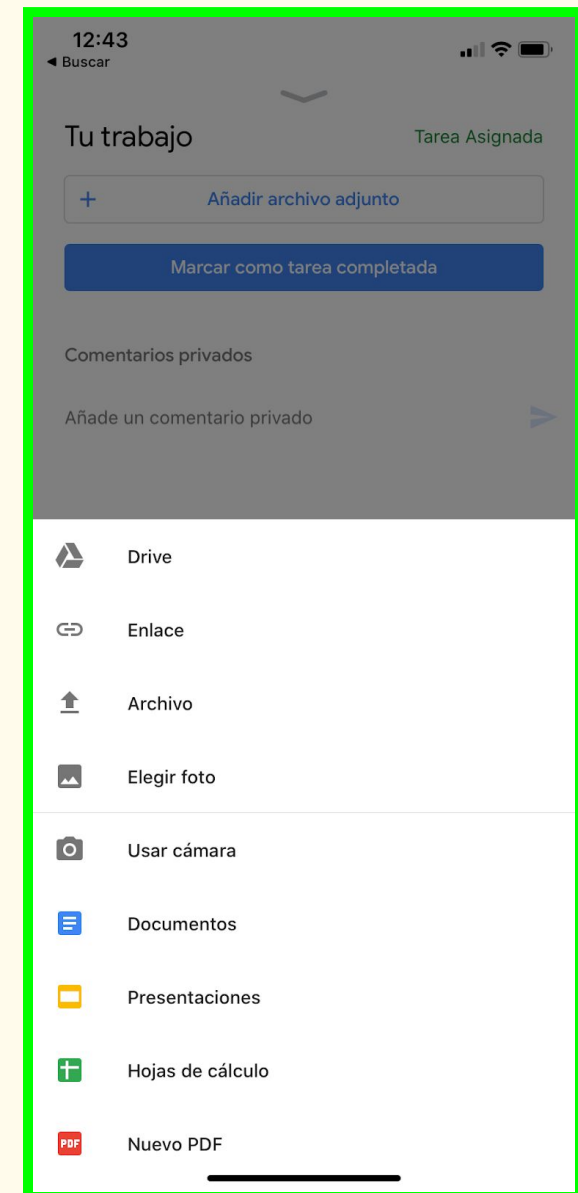 12:43
◀ Buscar
Tu trabajo
Tarea Asignada
+ Añadir archivo adjunto
Marcar como tarea completada
Comentarios privados
Añade un comentario privado
Drive
Enlace
Archivo
Elegir foto
Usar cámara
Documentos
Presentaciones
Hojas de cálculo
PDF Nuevo PDF